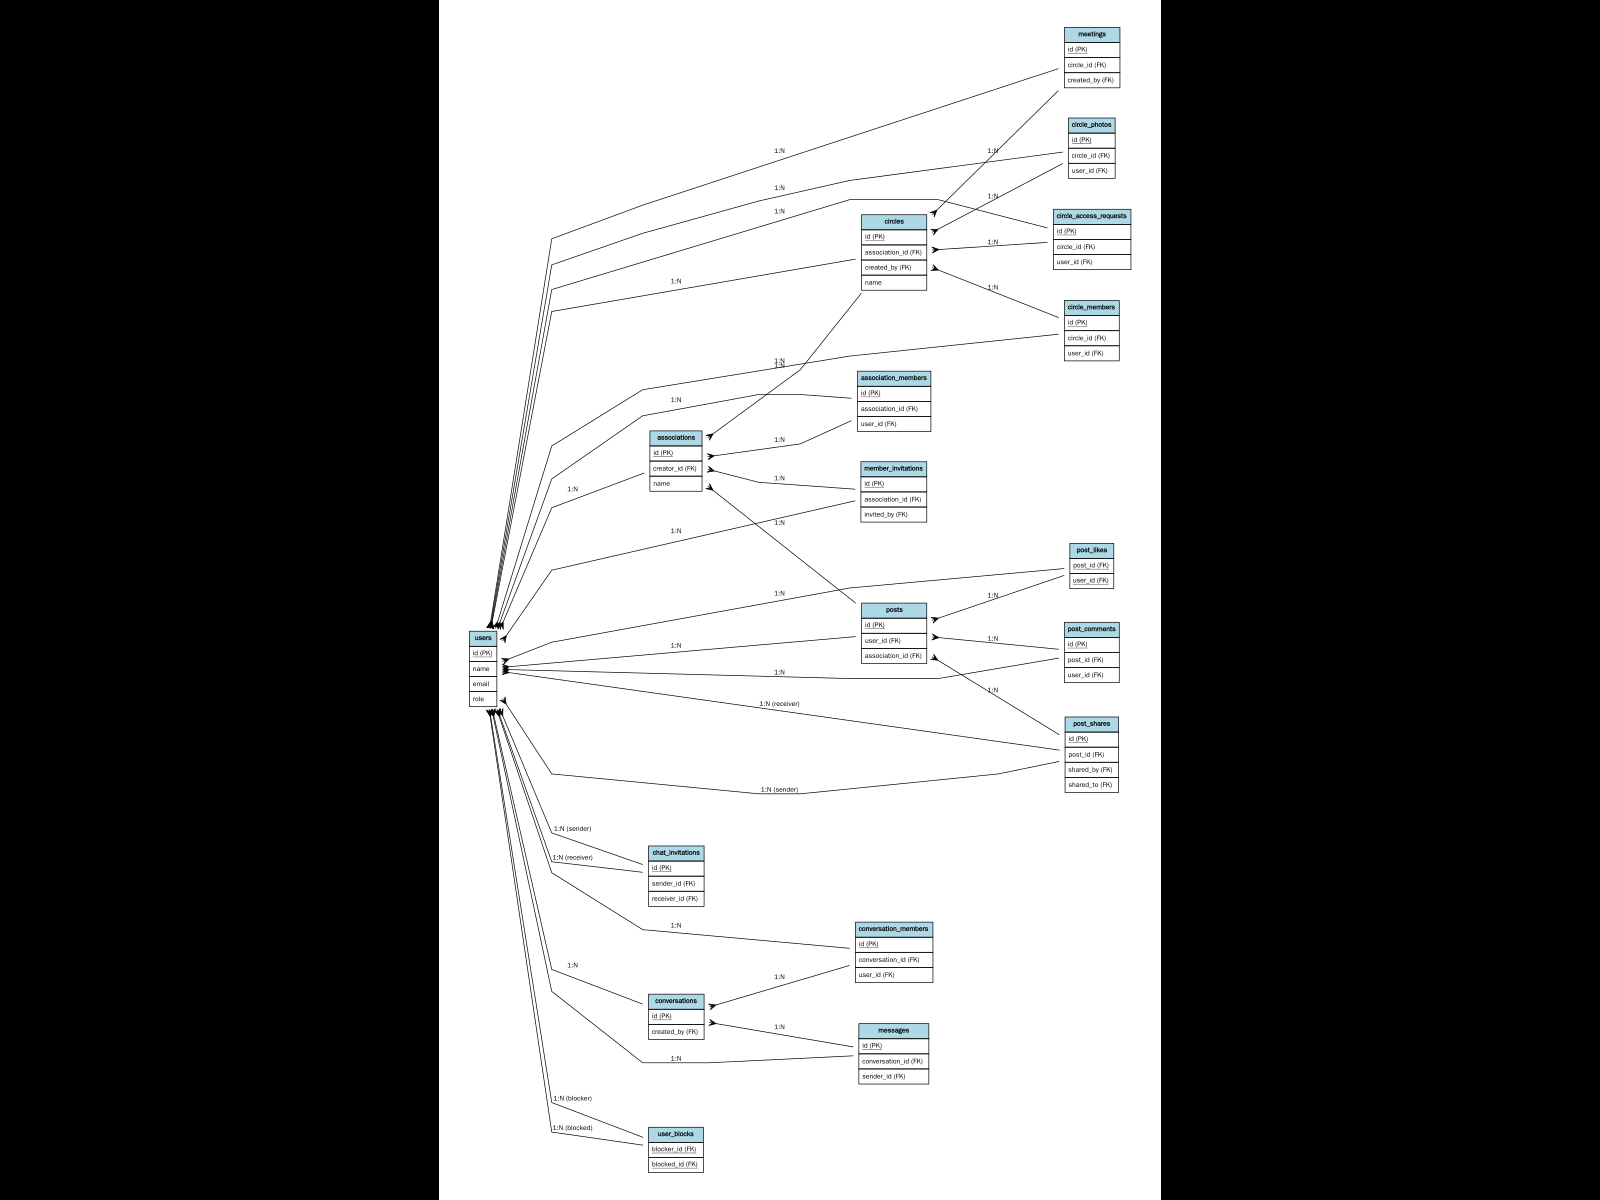 meetings
id (PK)
circle_id (FK)
created_by (FK)
circle_photos
id (PK)
circle_id (FK)
user_id (FK)
1:N
1:N
1:N
1:N
1:N
circle_access_requests
id (PK)
circle_id (FK)
user_id (FK)
circles
id (PK)
association_id (FK)
created_by (FK)
name
1:N
1:N
1:N
circle_members
id (PK)
circle_id (FK)
user_id (FK)
1:N
1:N
association_members
id (PK)
association_id (FK)
user_id (FK)
1:N
associations
id (PK)
creator_id (FK)
name
1:N
1:N
1:N
member_invitations
id (PK)
association_id (FK)
invited_by (FK)
1:N
1:N
post_likes
post_id (FK)
user_id (FK)
1:N
1:N
posts
id (PK)
user_id (FK)
association_id (FK)
users
id (PK)
name
email
role
1:N
1:N
post_comments
id (PK)
post_id (FK)
user_id (FK)
1:N
1:N
1:N (receiver)
post_shares
id (PK)
post_id (FK)
shared_by (FK)
shared_to (FK)
1:N (sender)
1:N (sender)
1:N (receiver)
chat_invitations
id (PK)
sender_id (FK)
receiver_id (FK)
1:N
conversation_members
id (PK)
conversation_id (FK)
user_id (FK)
1:N
1:N
conversations
id (PK)
created_by (FK)
1:N
1:N
messages
id (PK)
conversation_id (FK)
sender_id (FK)
1:N (blocker)
1:N (blocked)
user_blocks
blocker_id (FK)
blocked_id (FK)